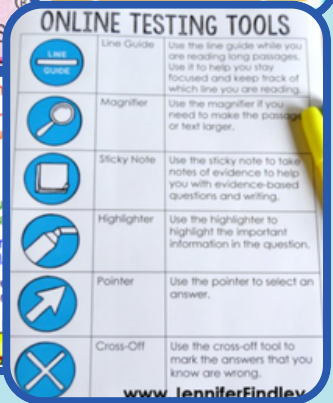 ONLINE TESTING TOOLS
LINE
GUIDE
Line Guide
Use the line guide while you
are reading long passages.
Use it to help you stay
focused and keep track of
which line you are reading.
Magnifier
Use the magnifier if you
need to make the passage
or text larger.
Sticky Note
Use the sticky note to take
notes of evidence to help
you with evidence-based
questions and writing.
Highlighter
Use the highlighter to
highlight the important
information in the question.
Pointer
Use the pointer to select an
answer.
Cross-Off
Use the cross-off tool to
mark the answers that you
know are wrong.
www.JenniferFindley